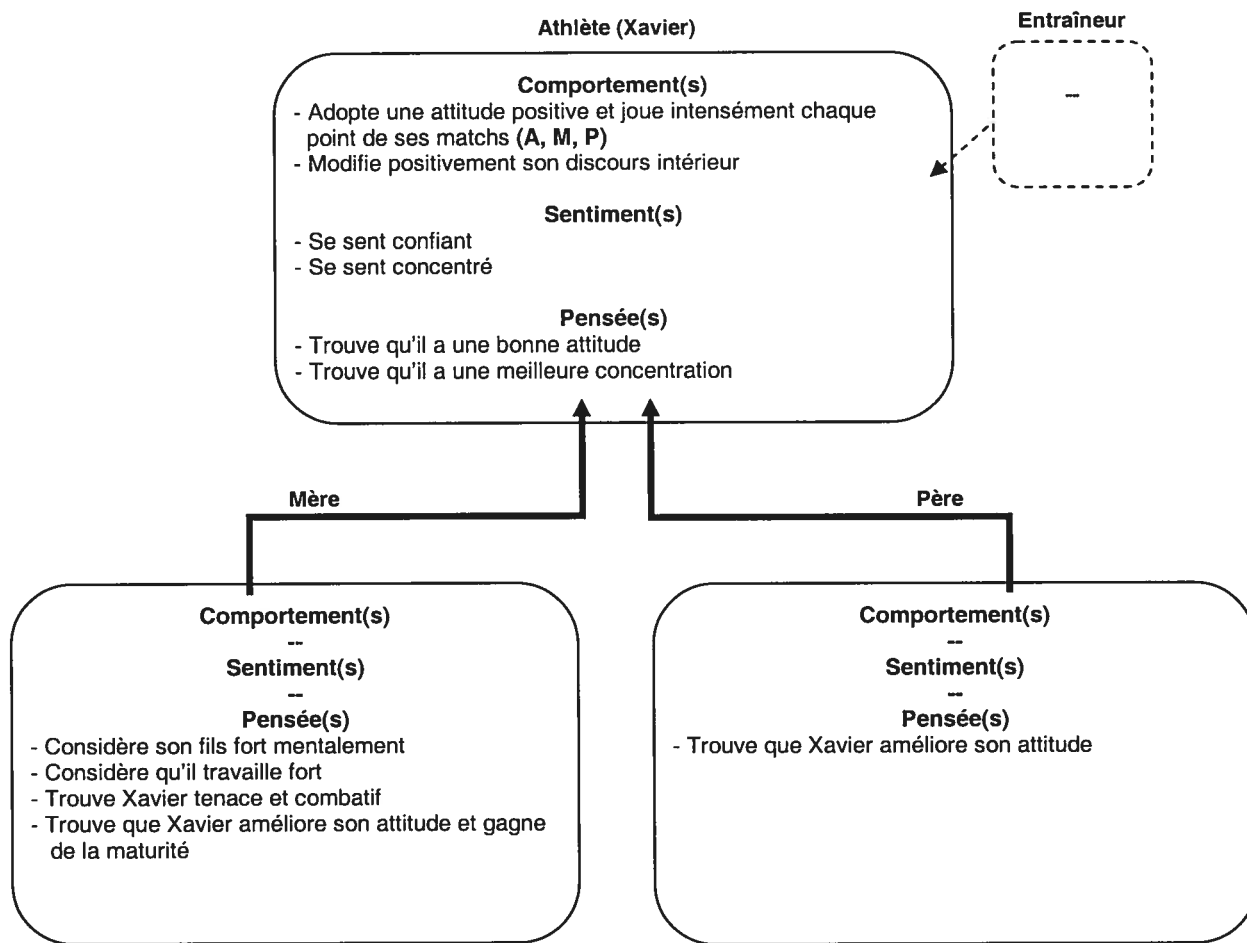 Athlète (Xavier)
Entraîneur
--
Comportement(s)
- Adopte une attitude positive et joue intensément chaque
point de ses matchs (A, M, P)
- Modifie positivement son discours intérieur
Sentiment(s)
- Se sent confiant
- Se sent concentré
Pensée(s)
- Trouve qu'il a une bonne attitude
- Trouve qu'il a une meilleure concentration
Mère
Père
Comportement(s)
--
Sentiment(s)
--
Pensée(s)
- Considère son fils fort mentalement
- Considère qu'il travaille fort
- Trouve Xavier tenace et combatif
- Trouve que Xavier améliore son attitude et gagne
de la maturité
Comportement(s)
--
Sentiment(s)
--
Pensée(s)
- Trouve que Xavier améliore son attitude